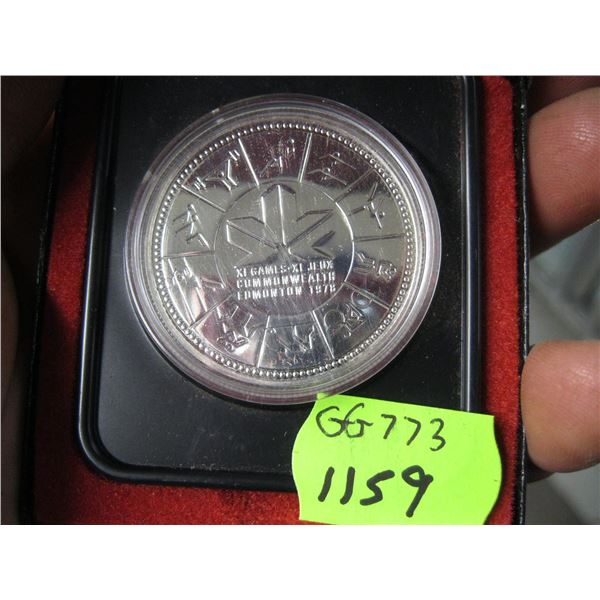 XI GAMES·XI JEUX
COMMONWEALTH
EDMONTON 1978
GG773
1159